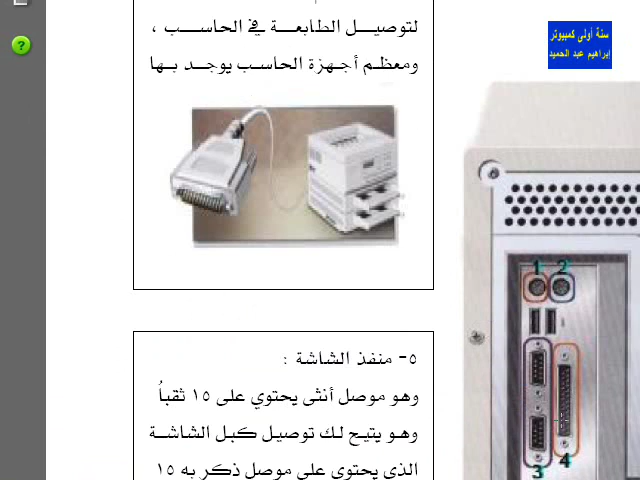 لتوصيل الطابعة في الحاسب ،
ومعظم أجهزة الحاسب يوجد بها
سنة أولى كمبيوتر
إبراهيم عبد الحميد
1
2
3
4
٥- منفذ الشاشة :
وهو موصل أنثى يحتوي على ١٥ ثقباُ
وهو يتيح لك توصيل كبل الشاشة
الذي يحتوي على موصل ذكر به ١٥